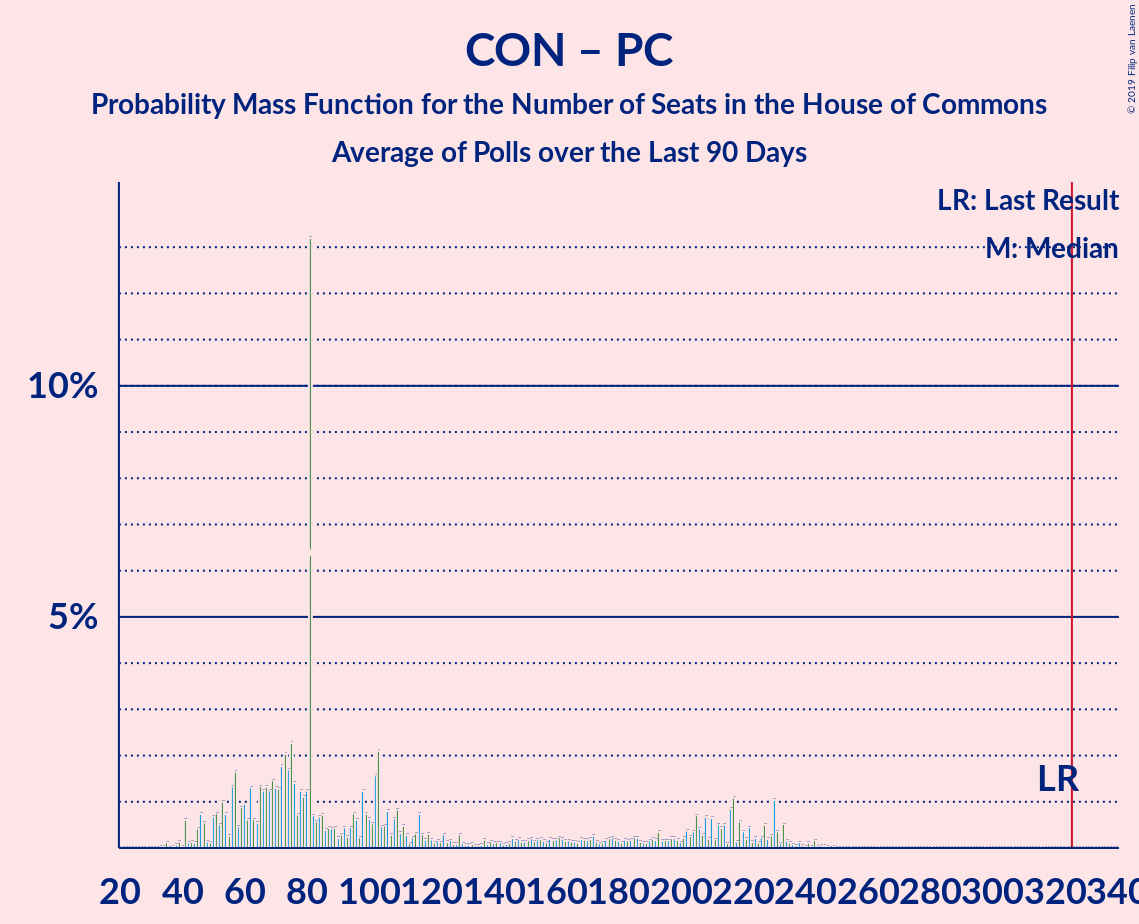 CON – PC
Probability Mass Function for the Number of Seats in the House of Commons
Average of Polls over the Last 90 Days
© 2019 Filip van Laenen
LR: Last Result
M: Median
10%
5%
LR
20 40 60 80 100 120 140 160 180 200 220 240 260 280 300 320 340